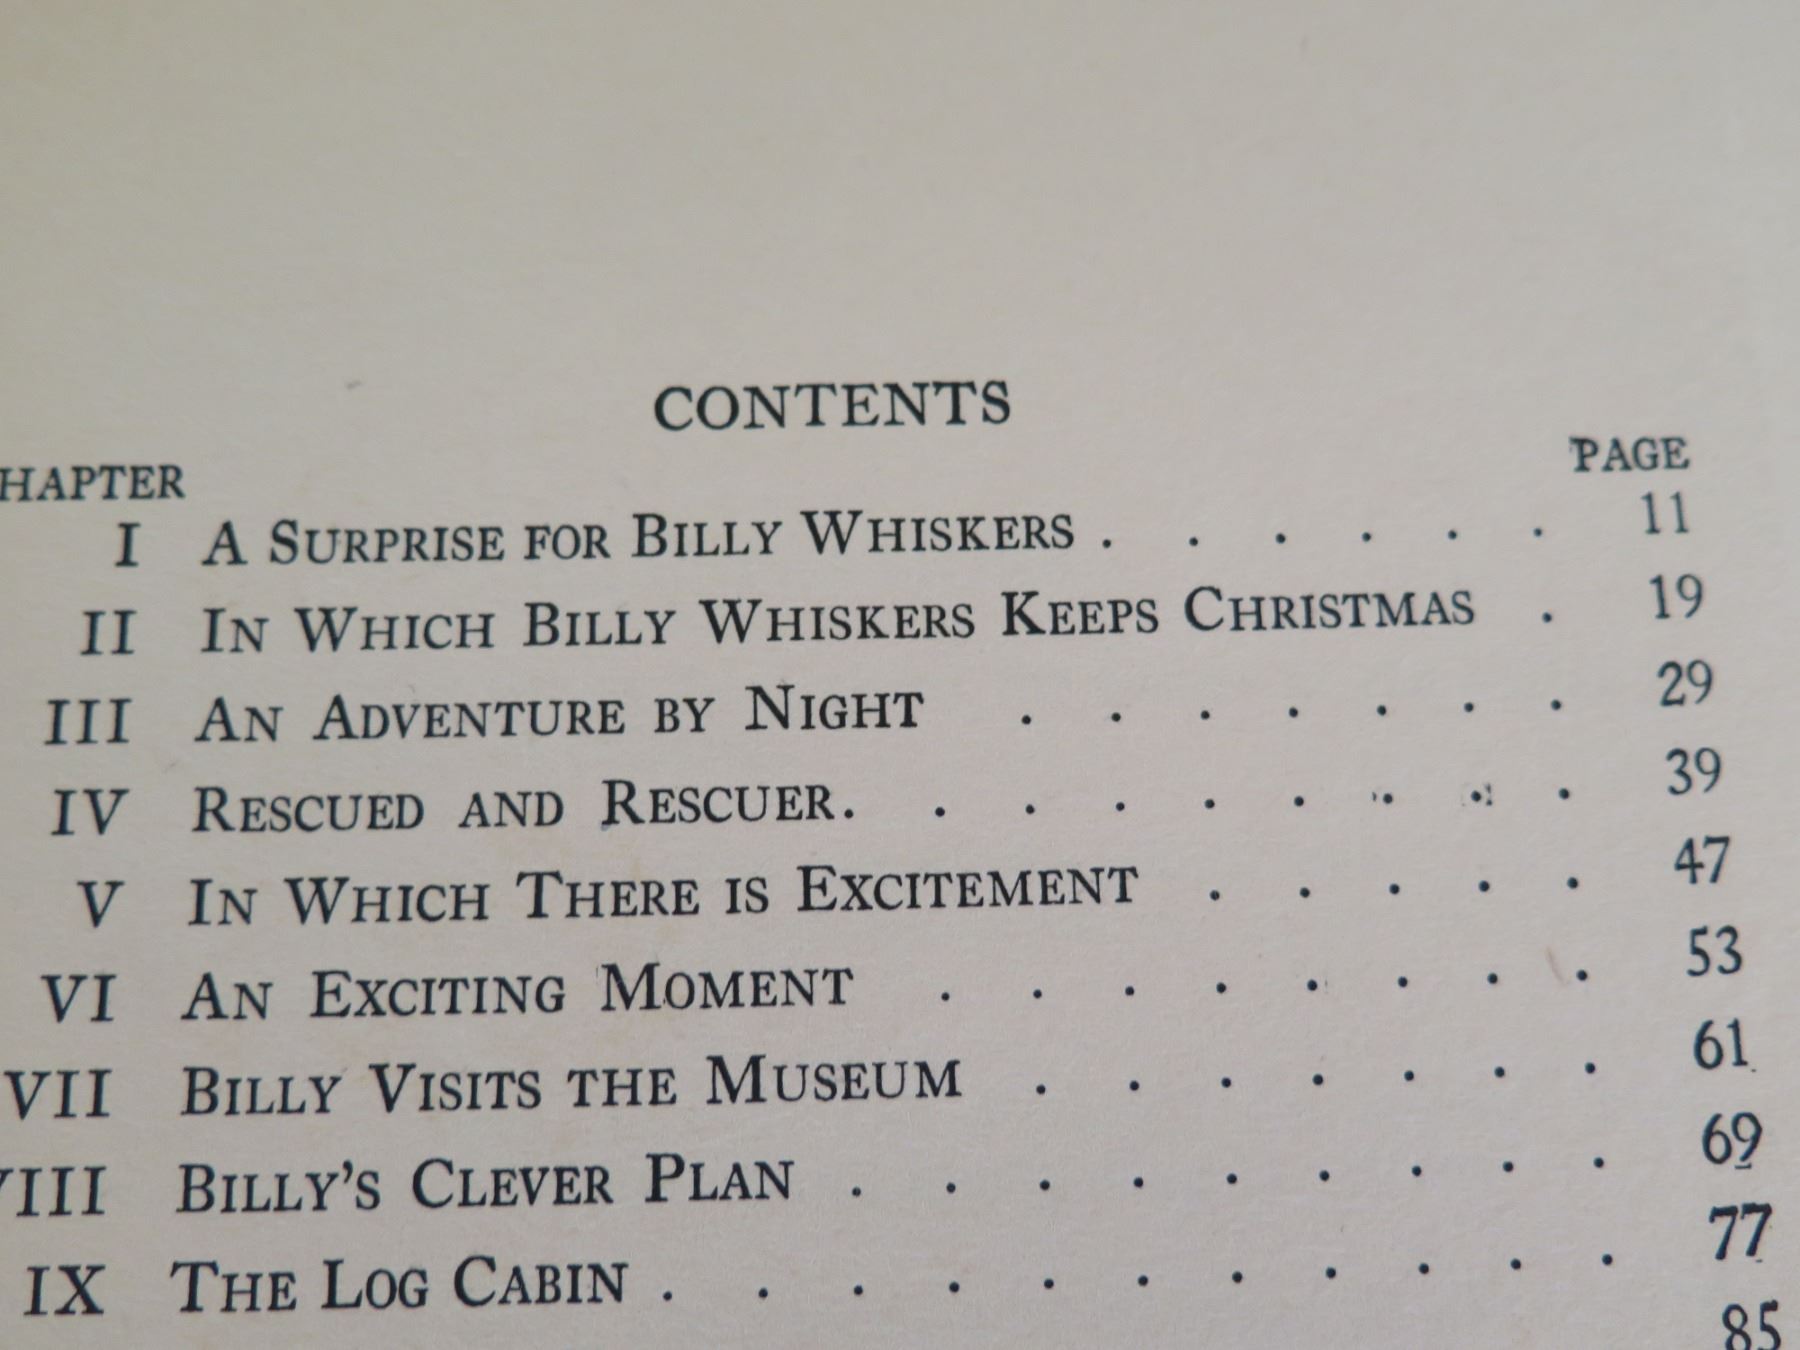 CONTENTS
HAPTER PAGE
I A SURPRISE FOR BILLY WHISKERS . . . . . . 11
II IN WHICH BILLY WHISKERS KEEPS CHRISTMAS . 19
III AN ADVENTURE BY NIGHT . . . . . . . 29
IV RESCUED AND RESCUER. . . . . . . . . 39
V IN WHICH THERE IS EXCITEMENT . . . . . 47
VI AN EXCITING MOMENT . . . . . . . . 53
VII BILLY VISITS THE MUSEUM . . . . . . . 61
VIII BILLY'S CLEVER PLAN . . . . . . . . . 69
IX THE LOG CABIN . . . . . . . . . . . 77
85